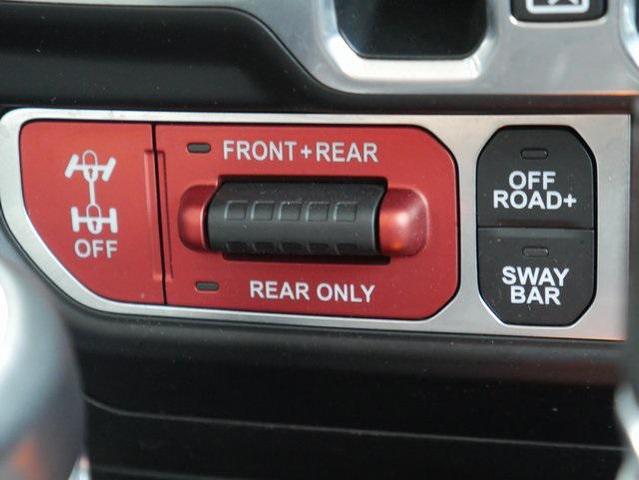 FRONT+REAR
OFF
REAR ONLY
OFF
ROAD+
SWAY
BAR